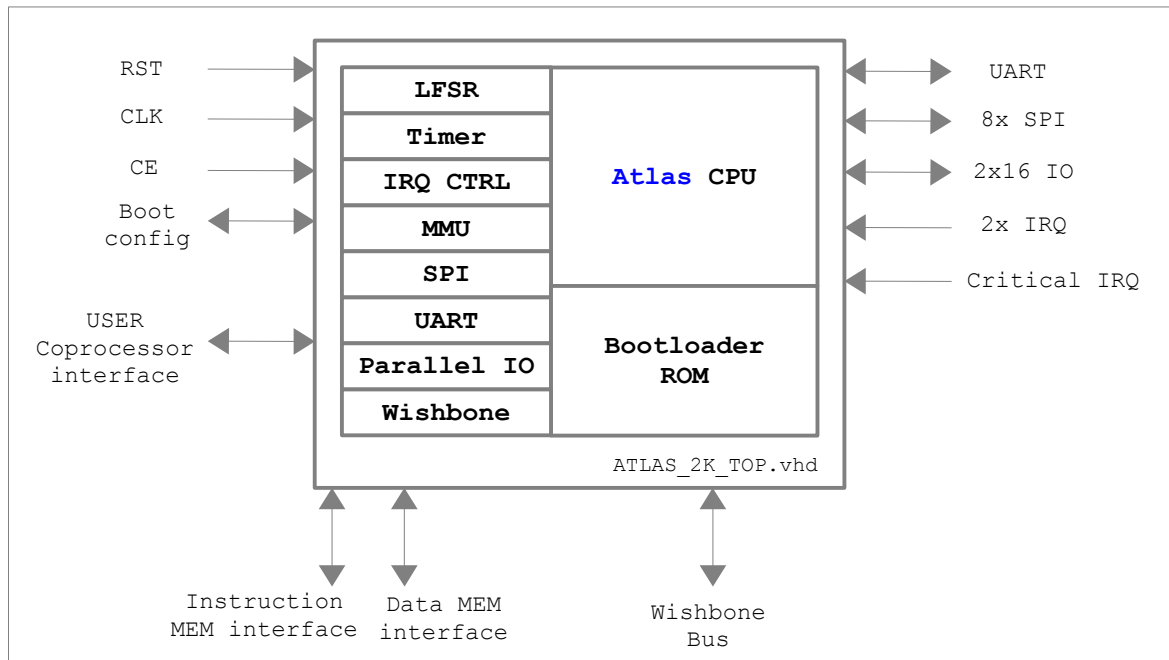 RST
CLK
CE
Boot
config
USER
Coprocessor
interface
LFSR
Timer
IRQ CTRL
MMU
SPI
UART
Parallel IO
Wishbone
Atlas CPU
Bootloader
ROM
ATLAS_2K_TOP.vhd
UART
8x SPI
2x16 IO
2x IRQ
Critical IRQ
Instruction
MEM interface
Data MEM
interface
Wishbone
Bus